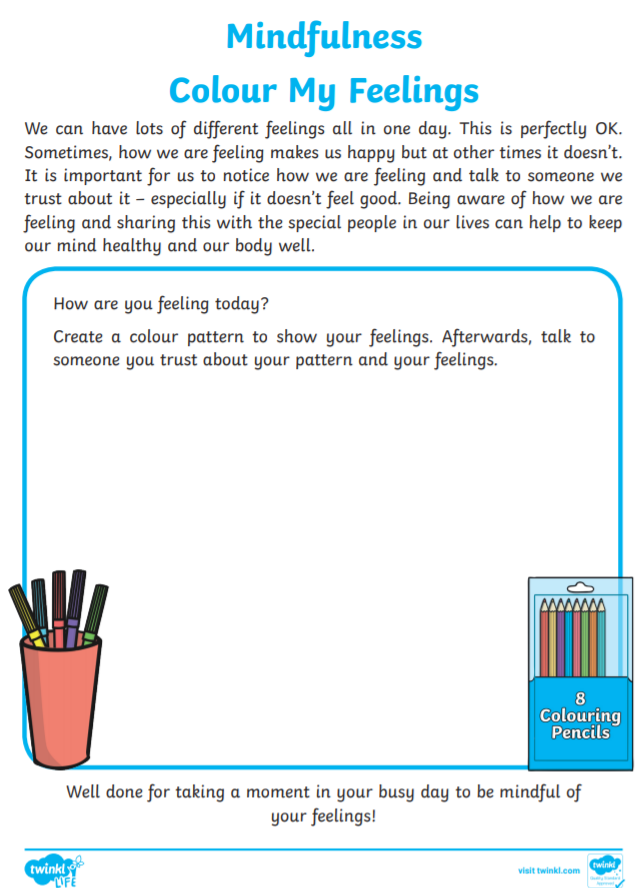 Mindfulness
Colour My Feelings
We can have lots of different feelings all in one day. This is perfectly OK.
Sometimes, how we are feeling makes us happy but at other times it doesn't.
It is important for us to notice how we are feeling and talk to someone we
trust about it – especially if it doesn't feel good. Being aware of how we are
feeling and sharing this with the special people in our lives can help to keep
our mind healthy and our body well.
How are you feeling today?
Create a colour pattern to show your feelings. Afterwards, talk to
someone you trust about your pattern and your feelings.
8
Colouring
Pencils
Well done for taking a moment in your busy day to be mindful of
your feelings!
twinkl
LIFE
visit twinkl.com
twinkl
Quality Standard
Approved